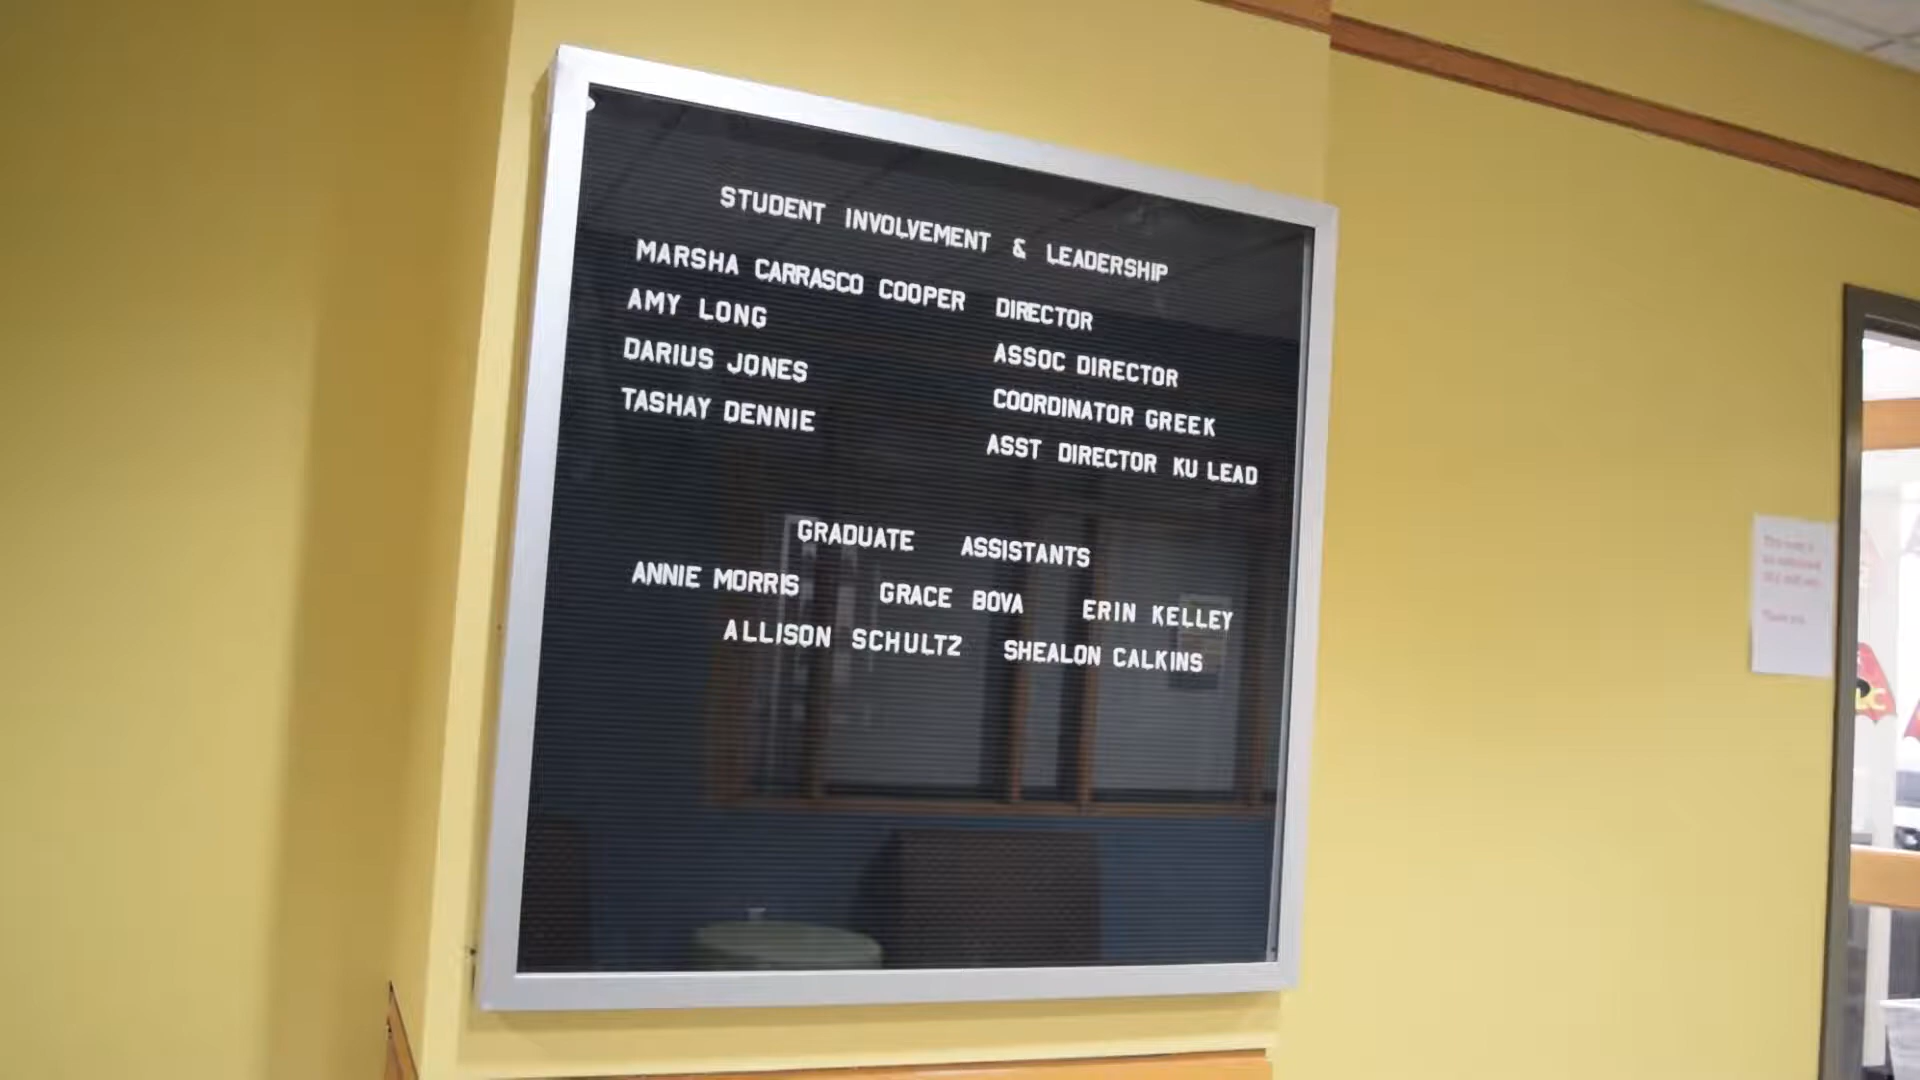 STUDENT INVOLVEMENT & LEADERSHIP
MARSHA CARRASCO COOPER DIRECTOR
AMY LONG ASSOC DIRECTOR
DARIUS JONES COORDINATOR GREEK
TASHAY DENNIE ASST DIRECTOR KU LEAD
GRADUATE ASSISTANTS
ANNIE MORRIS GRACE BOVA ERIN KELLEY
ALLISON SCHULTZ SHEALON CALKINS